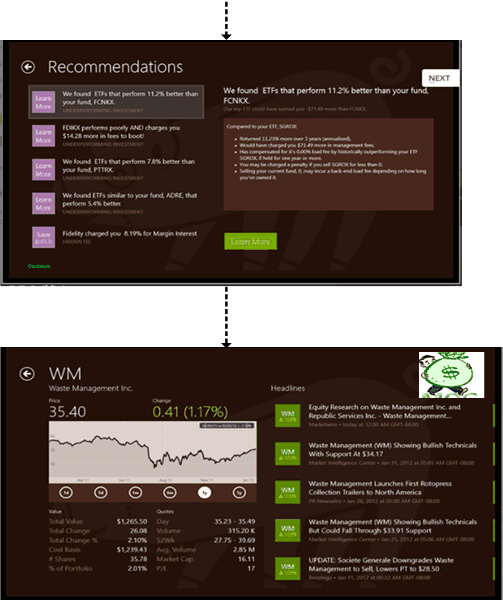 Recommendations
NEXT
Learn
More
We found ETFs that perform 11.2% better than
your fund, FCNKX.
UNDERPERFORMING INVESTMENT
Learn
More
FDIKX performs poorly AND charges you
$14.28 more in fees to boot!
UNDERPERFORMING INVESTMENT
Learn
More
We found ETFs that perform 7.8% better than
your fund, PTTRX.
UNDERPERFORMING INVESTMENT
Learn
More
We found ETFs similar to your fund, ADRE, that
perform 5.4% better.
UNDERPERFORMING INVESTMENT
Save
Fidelity charged you 8.19% for Margin Interest
HIDDEN FEE
Disclosure
We found ETFs that perform 11.2% better than your fund,
FCNKX.
Our top ETF could have earned you $71.49 more than FCNKX.
Compared to your ETF, SGROX:
• Returned 11.23% more over 5 years (annualized).
• Would have charged you $71.49 more in management fees.
• Has compensated for it's 0.00% load fee by historically outperforming your ETF
SGROX, if held for one year or more.
• You may be charged a penalty if you sell SGROX for less than 0.
• Selling your current fund, 0, may incur a back-end load fee depending on how long
you've owned it.
Learn More
WM
Waste Management Inc.
Price
35.40
Change
0.41 (1.17%)
Apr 11
Jun 11
Aug 11
Nov 11
Jan 12
1d
5d
1m
6m
1y
5y
Value
Total Value $1,265.50
Total Change 26.08
Total Change % 2.10%
Cost Basis $1,239.43
# Shares 35.78
% of Portfolio 2.01%
Quotes
Day 35.23 - 35.49
Volume 315.20 K
52Wk 27.75 - 39.69
Avg. Volume 2.85 M
Market Cap 16.11
P/E 17
Headlines
WM
Equity Research on Waste Management Inc. and
Republic Services Inc. - Waste Management...
Marketwire • today at 12:00 AM GMT-08:00
WM
Waste Management (WM) Showing Bullish Technicals
With Support At $34.17
Market Intelligence Center • Jan 31, 2012 at 05:05 AM GMT-08:00
WM
Waste Management Launches First Rotopress
Collection Trailers to North America
PR Newswire • Jan 26, 2012 at 05:00 AM GMT-08:00
WM
Waste Management (WM) Showing Bullish Technicals
But Could Fall Through $33.91 Support
Market Intelligence Center • Jan 25, 2012 at 05:06 AM GMT-08:00
WM
UPDATE: Societe Generale Downgrades Waste
Management to Sell, Lowers PT to $28.50
Benzinga • Jan 11, 2012 at 05:22 AM GMT-08:00